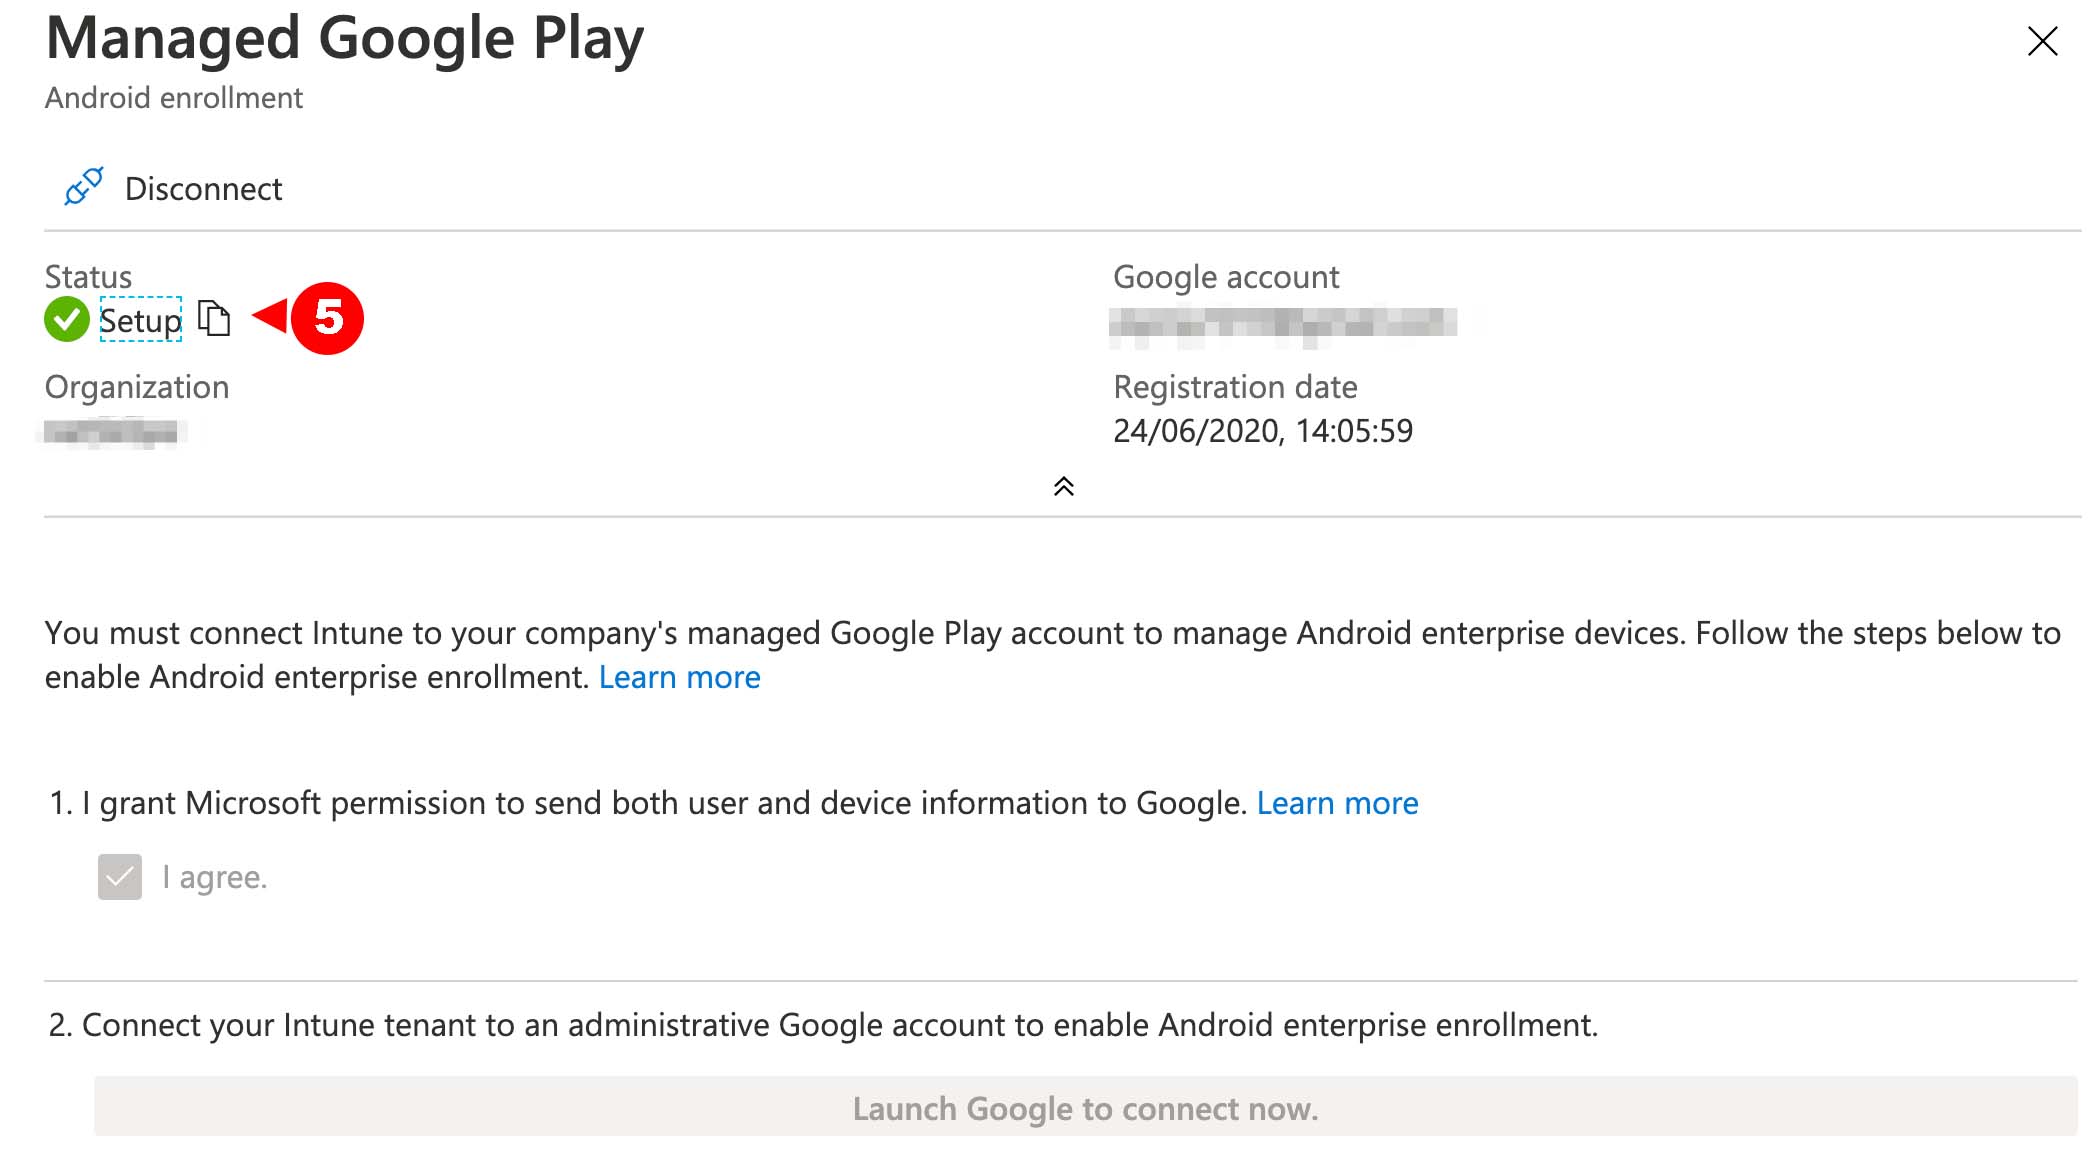 Managed Google Play
Android enrollment
Disconnect
Status
Setup
5
Google account
Organization
Registration date
24/06/2020, 14:05:59
You must connect Intune to your company's managed Google Play account to manage Android enterprise devices. Follow the steps below to
enable Android enterprise enrollment. Learn more
1. I grant Microsoft permission to send both user and device information to Google. Learn more
I agree.
2. Connect your Intune tenant to an administrative Google account to enable Android enterprise enrollment.
Launch Google to connect now.